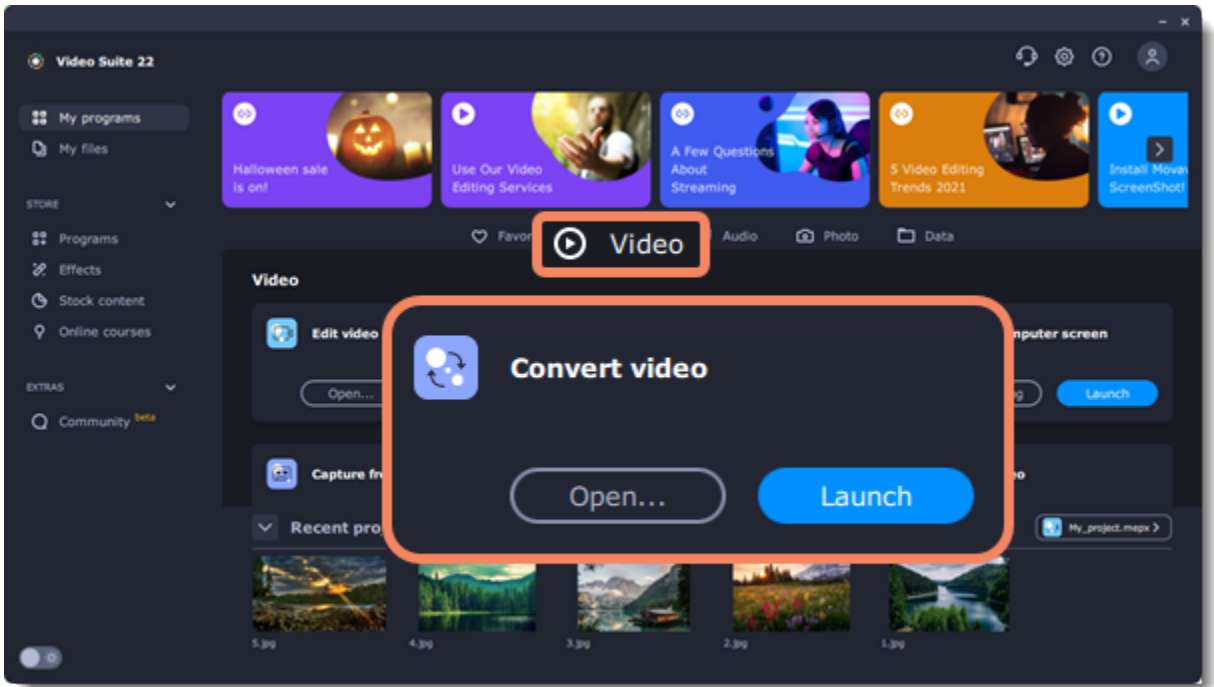 Video Suite 22
My programs
My files
STORE
Programs
Effects
Stock content
Online courses
EXTRAS
Community beta
Halloween sale
is on!
Use Our Video
Editing Services
A Few Questions
About
Streaming
5 Video Editing
Trends 2021
Install Movav
ScreenShot!
Favor
Video
Audio
Photo
Data
Video
Edit video
Open...
Convert video
Open...
Launch
mputer screen
Launch
Capture fr
Recent pro
My_project.mepx
5.jpg
4.jpg
3.jpg
2.jpg
1.jpg